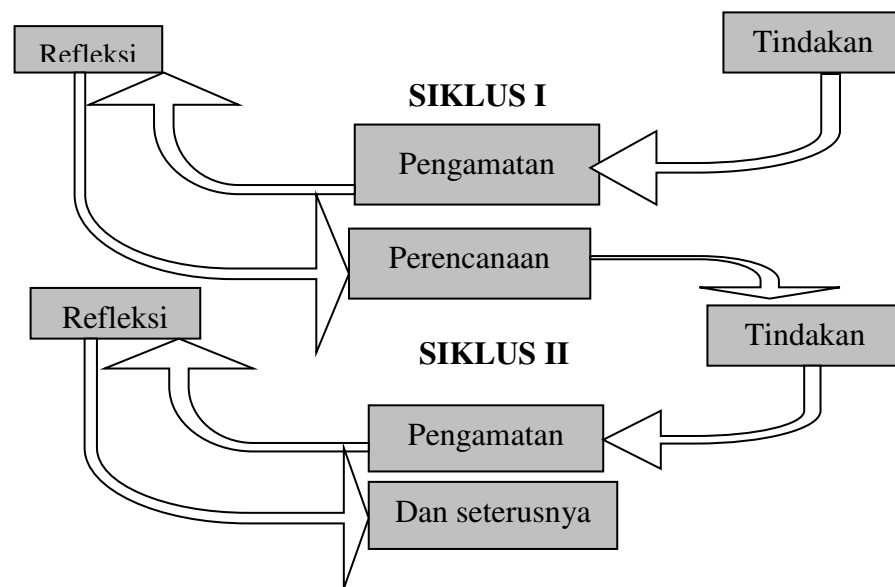 Refleksi
Tindakan
SIKLUS I
Pengamatan
Perencanaan
Refleksi
Tindakan
SIKLUS II
Pengamatan
Dan seterusnya